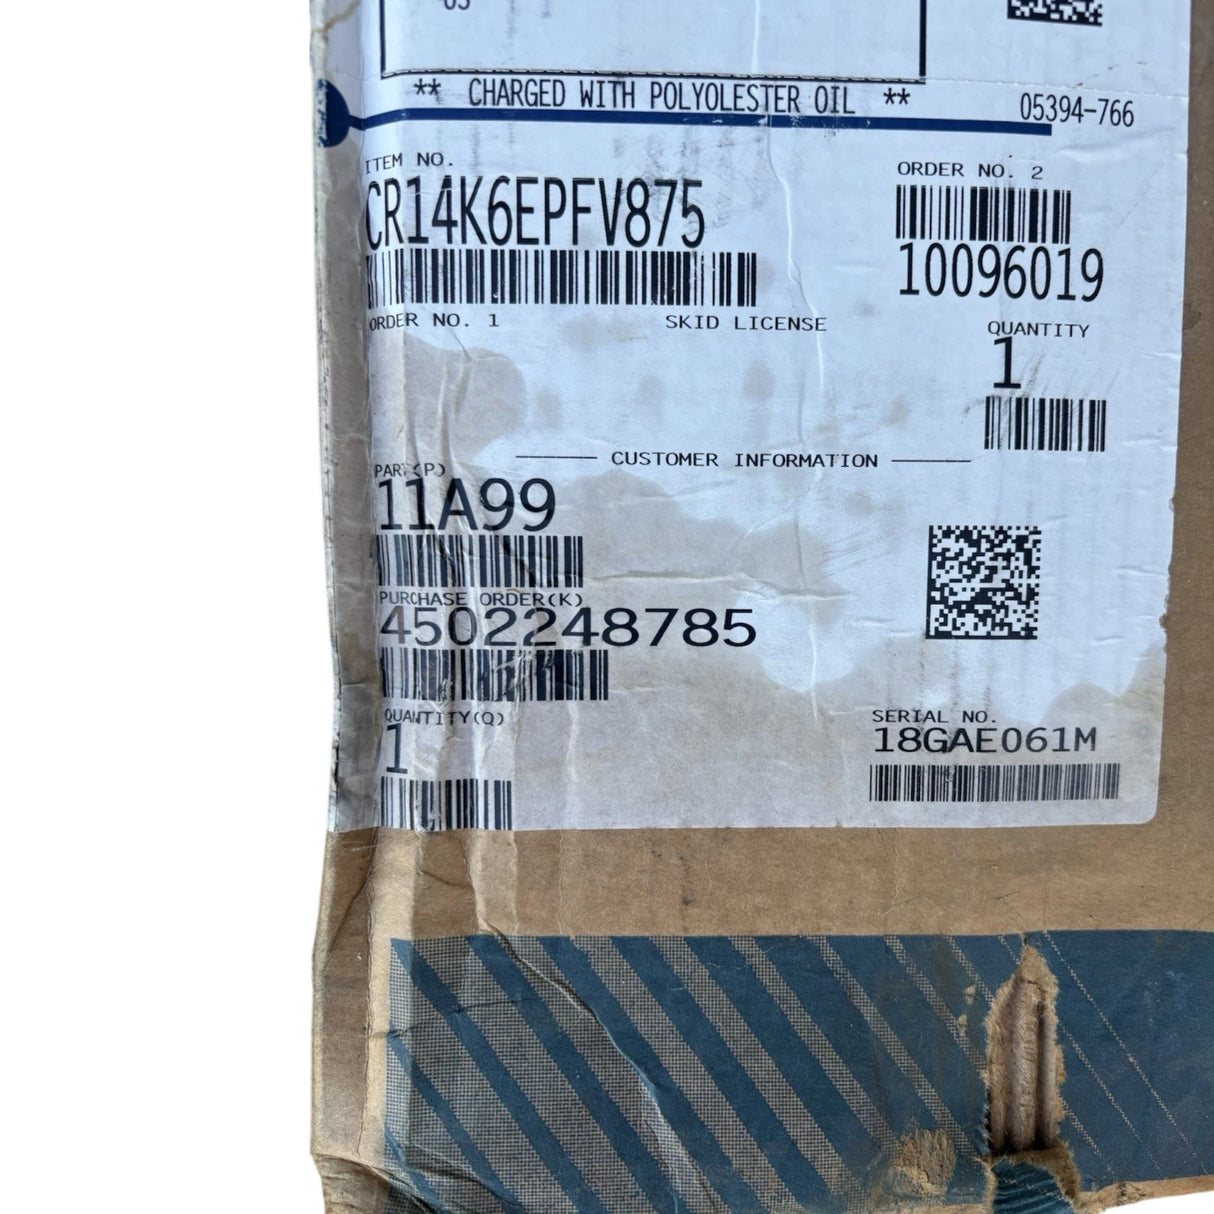 ** CHARGED WITH POLYOLESTER OIL **
05394-766
ITEM NO.
CR14K6EPFV875
ORDER NO. 2
10096019
ORDER NO. 1
SKID LICENSE
QUANTITY
1
CUSTOMER INFORMATION
PART(P)
11A99
PURCHASE ORDER(K)
4502248785
QUANTITY(Q)
1
SERIAL NO.
18GAE061M